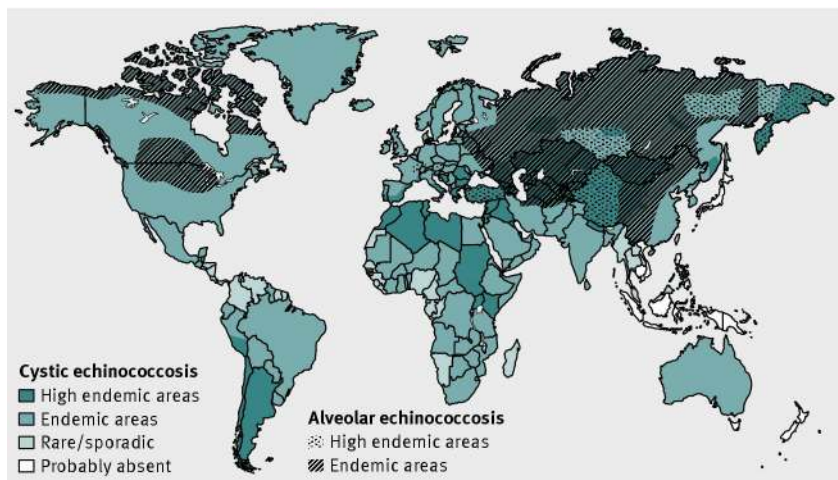 Cystic echinococcosis
High endemic areas
Endemic areas
Rare/sporadic
Probably absent
Alveolar echinococcosis
High endemic areas
Endemic areas